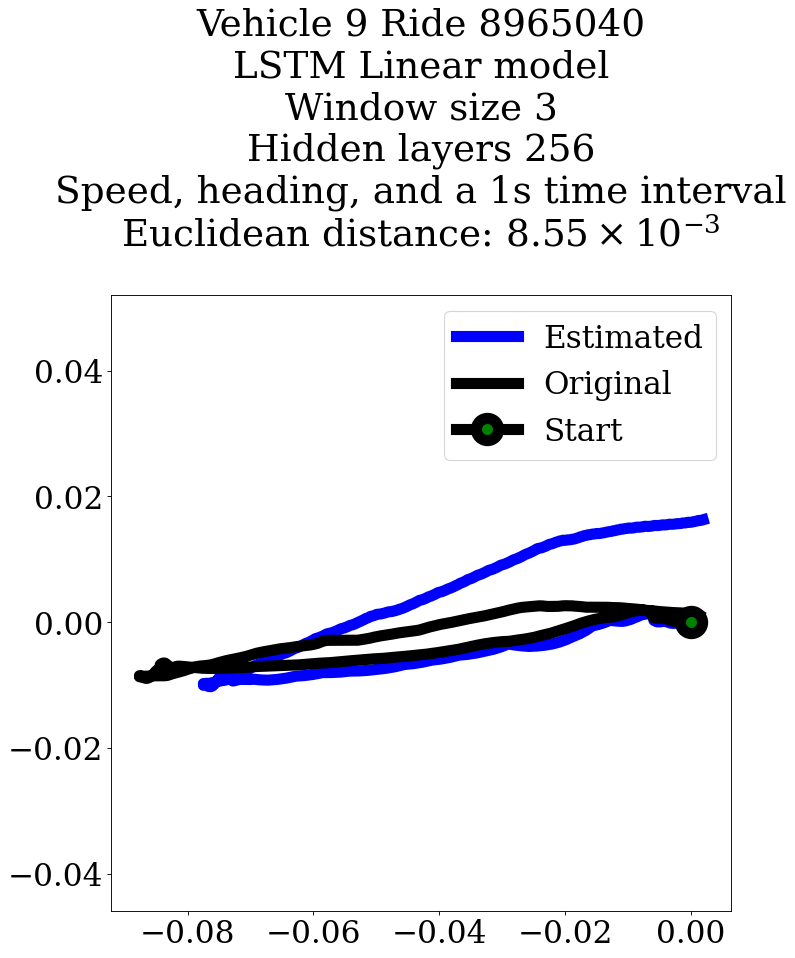 Vehicle 9 Ride 8965040
LSTM Linear model
Window size 3
Hidden layers 256
Speed, heading, and a 1s time interval
Euclidean distance: 8.55 × 10⁻³
Estimated
Original
Start
0.04
0.02
0.00
−0.02
−0.04
−0.08 −0.06 −0.04 −0.02 0.00